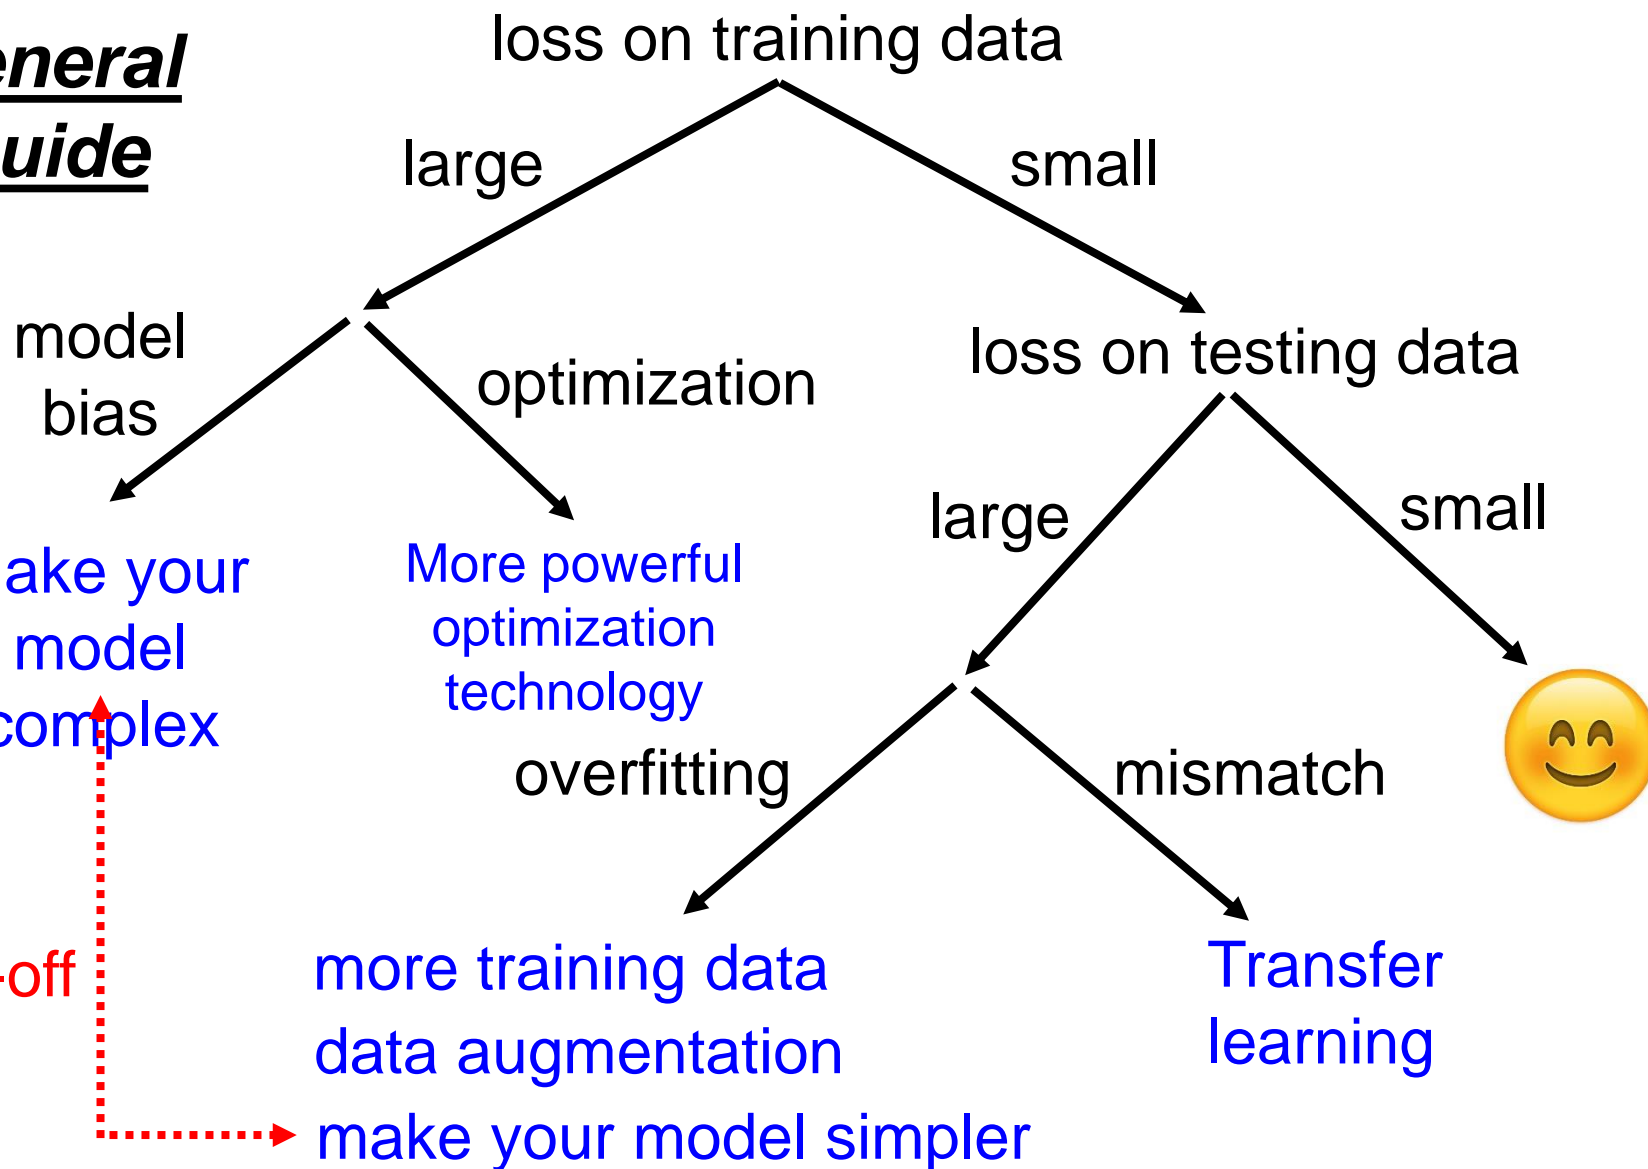 eneral
uide
loss on training data
large
small
model
bias
optimization
loss on testing data
large
small
ake your
model
complex
More powerful
optimization
technology
overfitting
mismatch
-off
more training data
data augmentation
make your model simpler
Transfer
learning